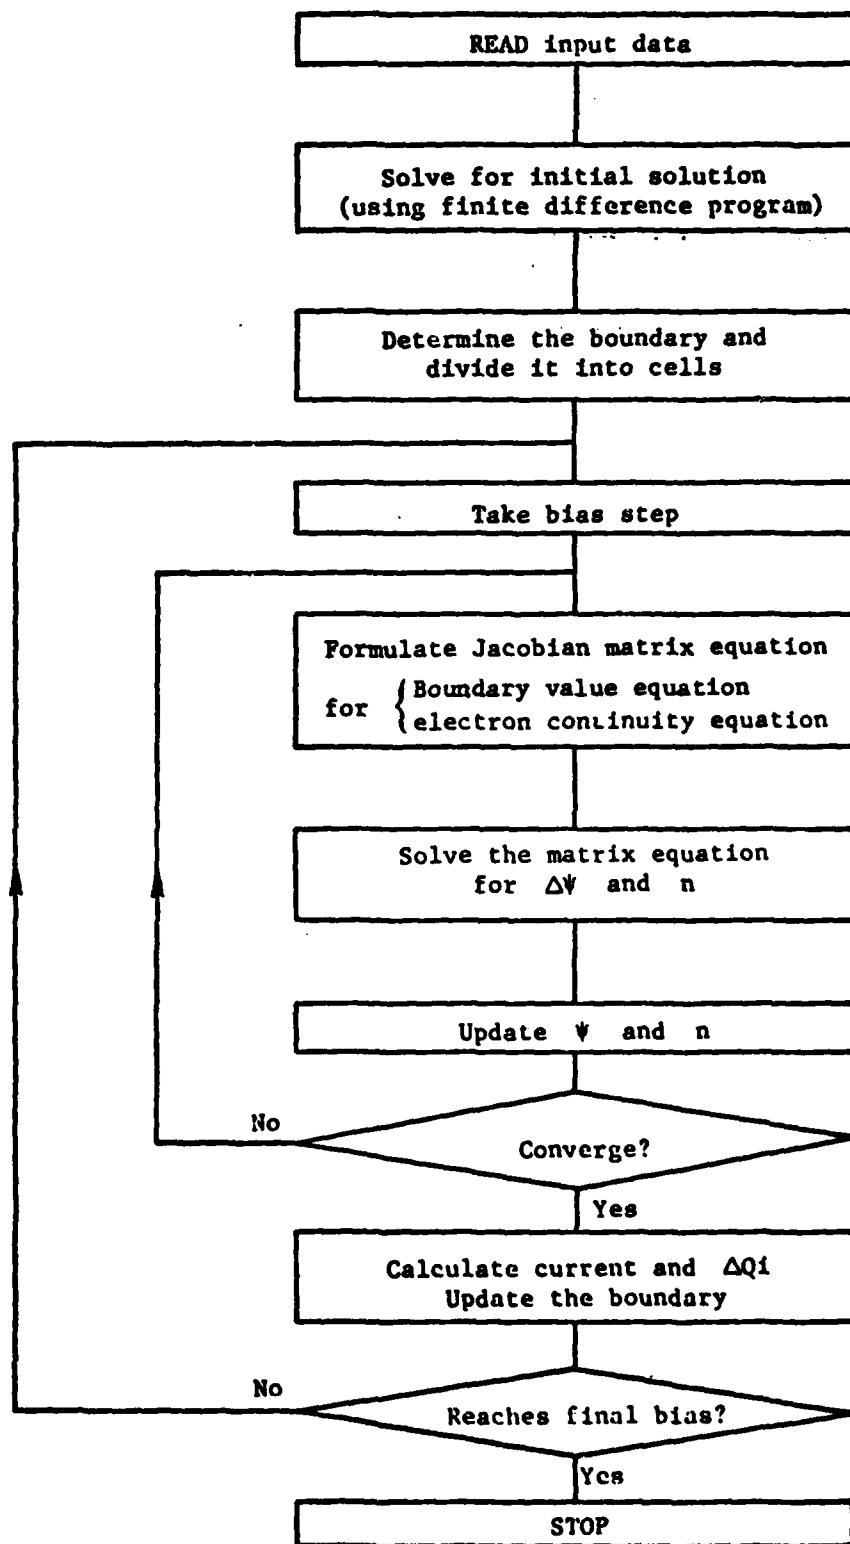 READ input data
Solve for initial solution
(using finite difference program)
Determine the boundary and
divide it into cells
Take bias step
Formulate Jacobian matrix equation
for { Boundary value equation
electron continuity equation
Solve the matrix equation
for Δψ and n
Update ψ and n
No
Converge?
Yes
Calculate current and ΔQi
Update the boundary
No
Reaches final bias?
Yes
STOP